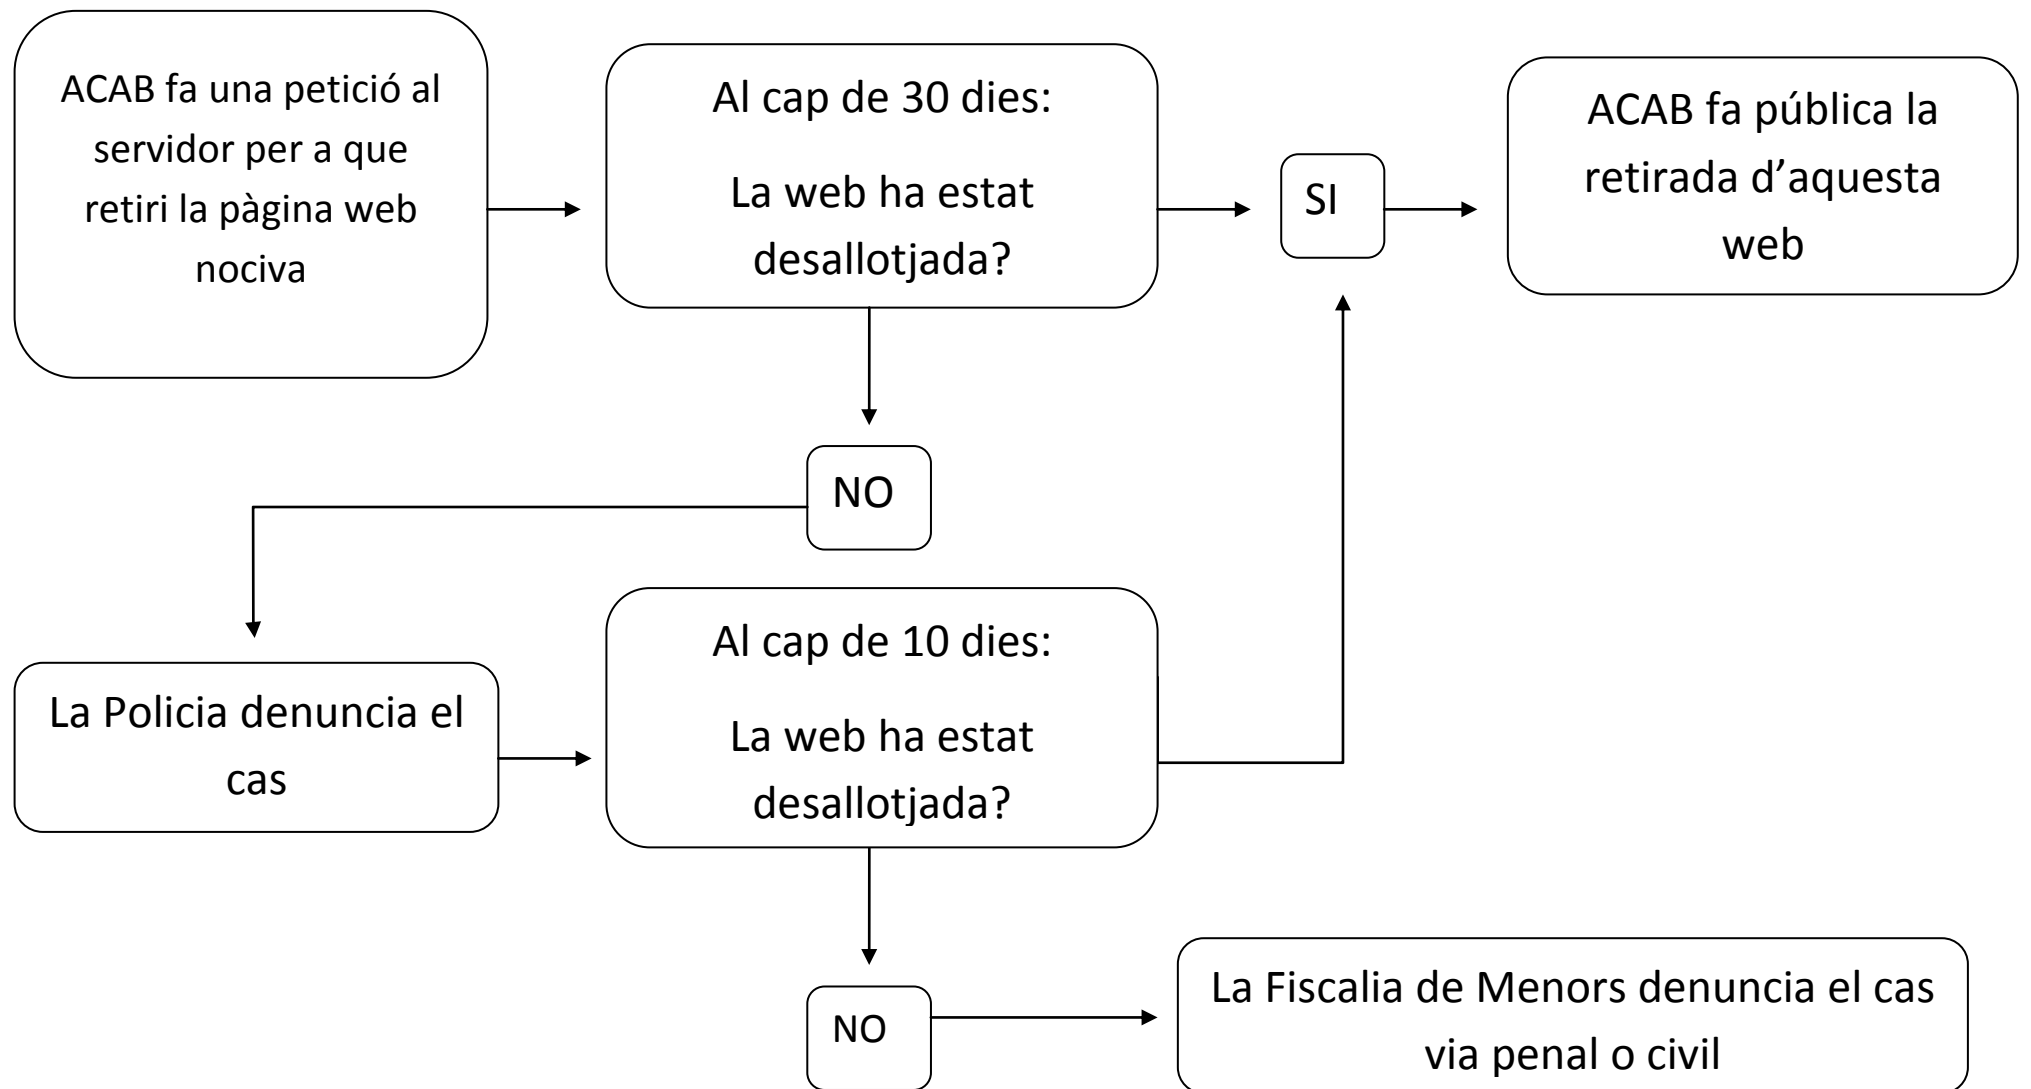 ACAB fa una petició al
servidor per a que
retiri la pàgina web
nociva
Al cap de 30 dies:
La web ha estat
desallotjada?
SI
ACAB fa pública la
retirada d’aquesta
web
NO
La Policia denuncia el
cas
Al cap de 10 dies:
La web ha estat
desallotjada?
NO
La Fiscalia de Menors denuncia el cas
via penal o civil